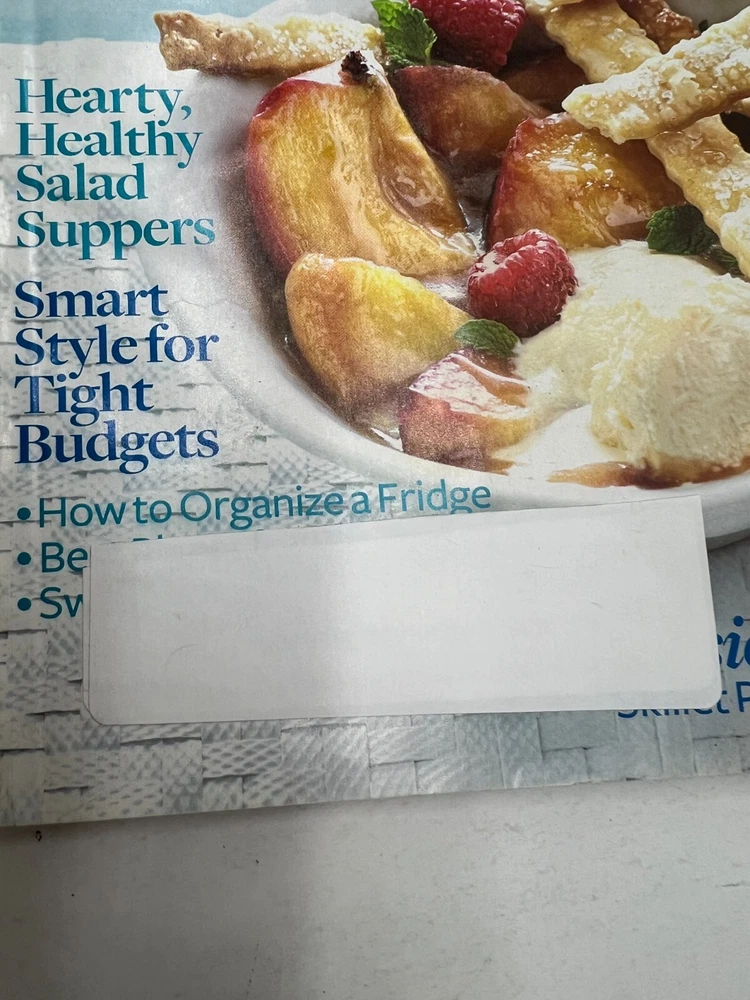 Hearty,
Healthy
Salad
Suppers
Smart
Style for
Tight
Budgets
• How to Organize a Fridge